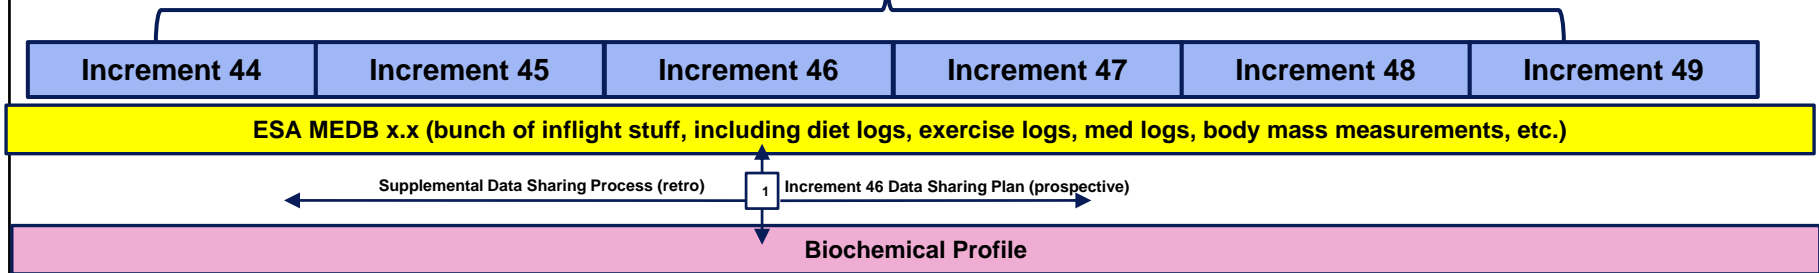 Increment 44 Increment 45 Increment 46 Increment 47 Increment 48 Increment 49
ESA MEDB x.x (bunch of inflight stuff, including diet logs, exercise logs, med logs, body mass measurements, etc.)
Supplemental Data Sharing Process (retro) 1 Increment 46 Data Sharing Plan (prospective)
Biochemical Profile